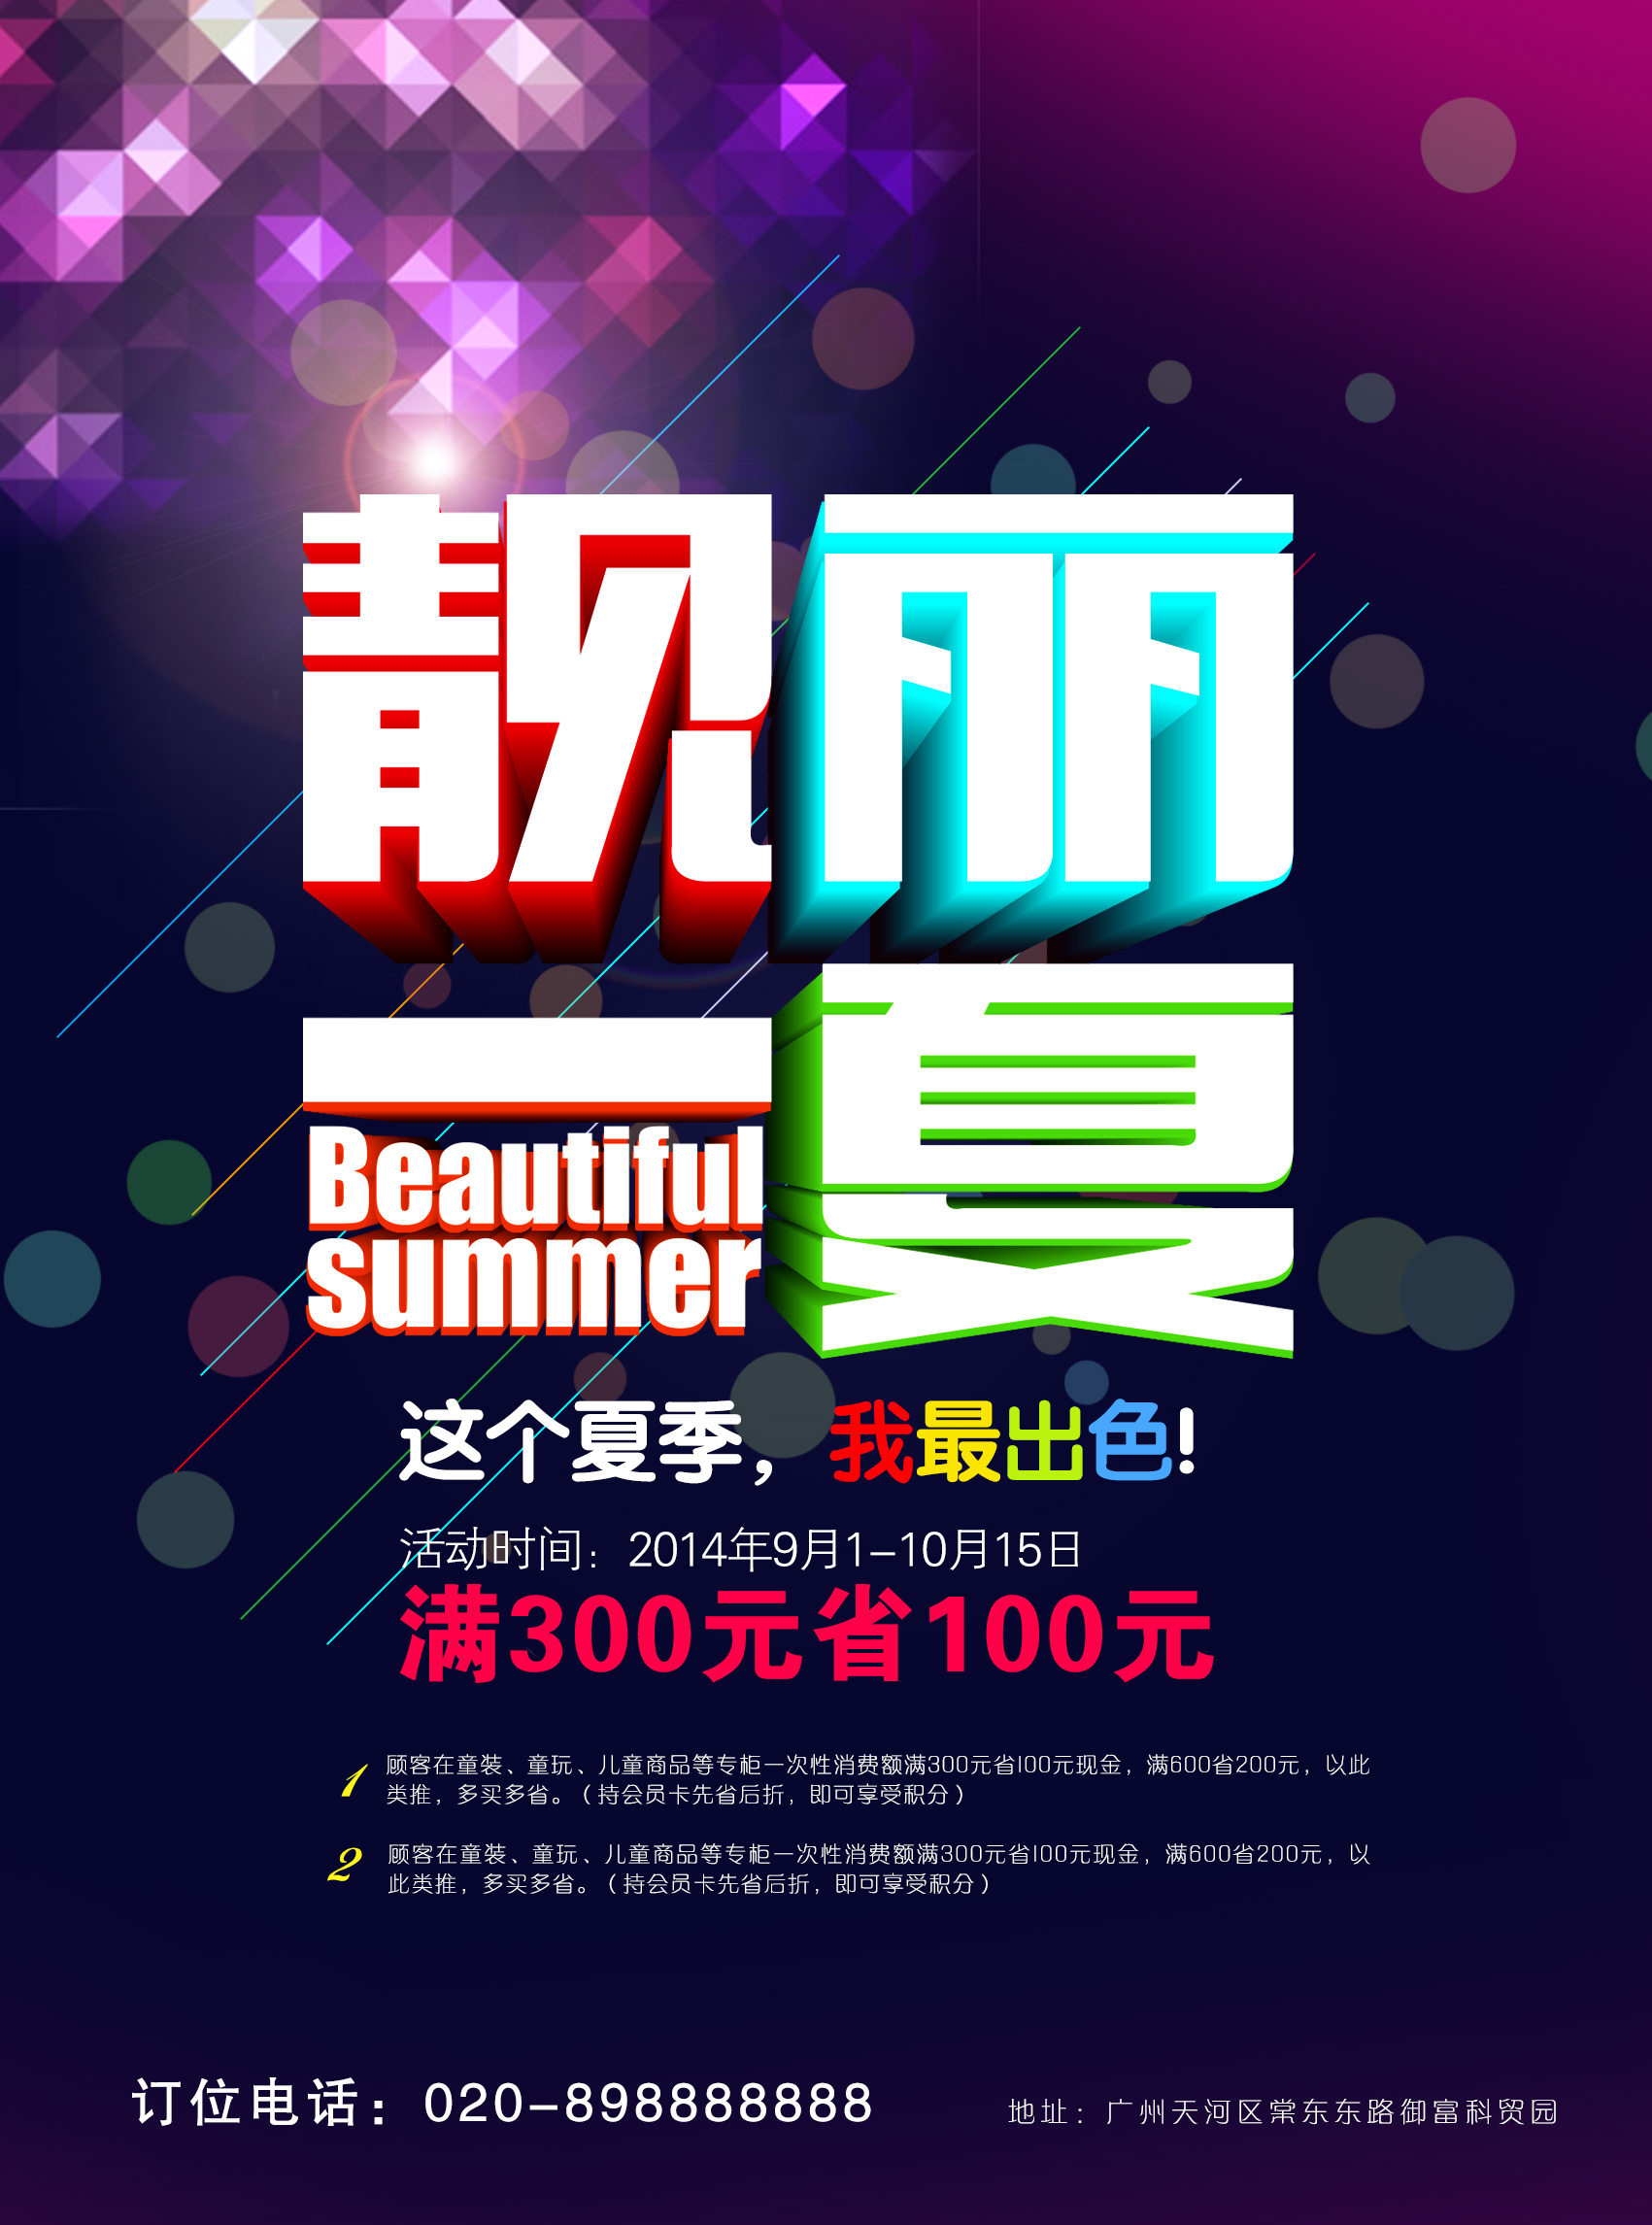 靓丽
一夏
Beautiful
summer
这个夏季，我最出色!
活动时间：2014年9月1-10月15日
满300元省100元
1 顾客在童装、童玩、儿童商品等专柜一次性消费额满300元省100元现金，满600省200元，以此
类推，多买多省。（持会员卡先省后折，即可享受积分）
2 顾客在童装、童玩、儿童商品等专柜一次性消费额满300元省100元现金，满600省200元，以
此类推，多买多省。（持会员卡先省后折，即可享受积分）
订位电话：020-898888888
地址：广州天河区棠东东路御富科贸园